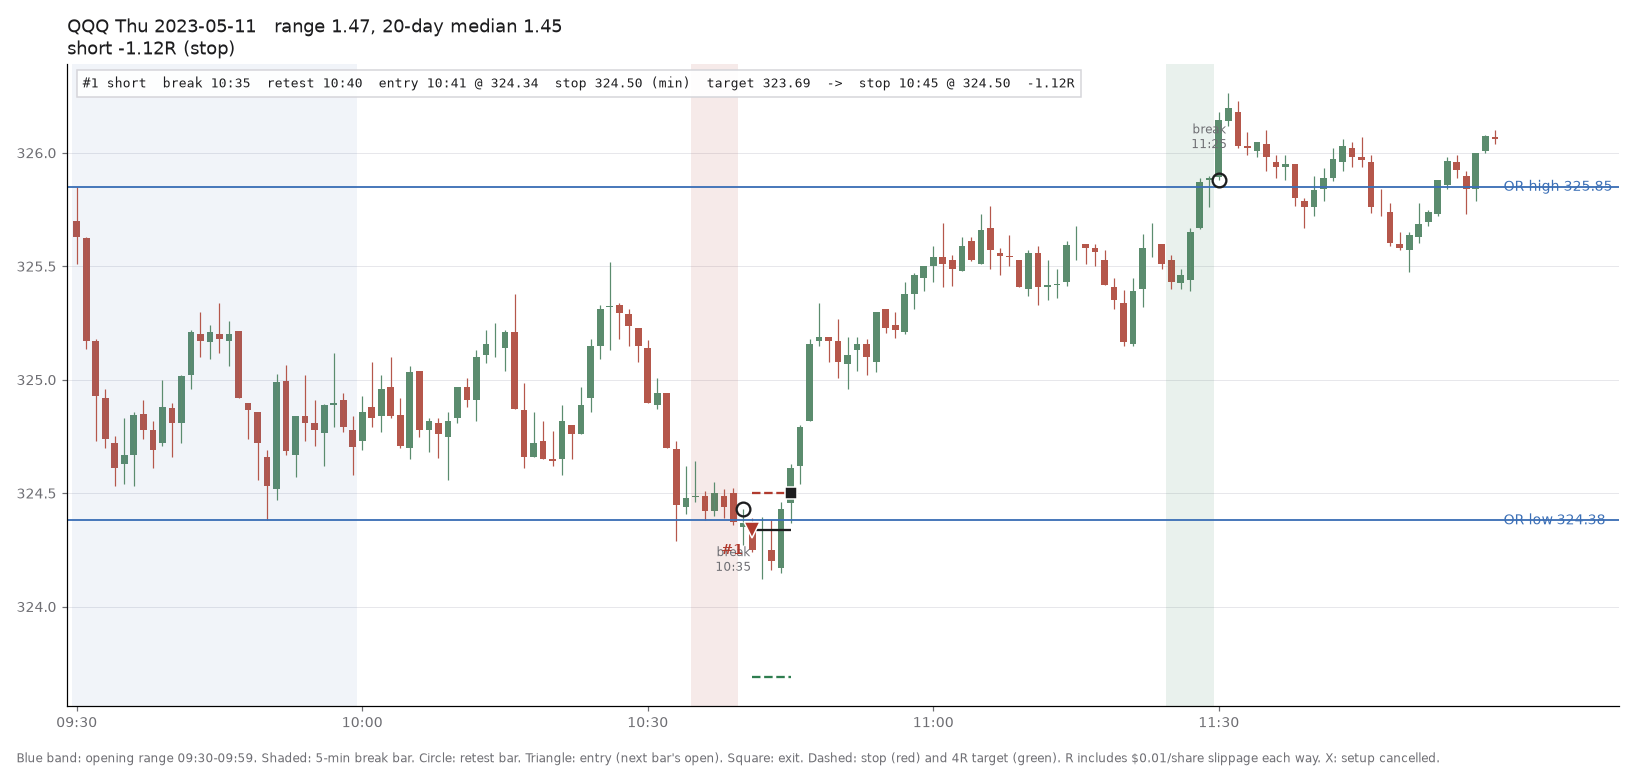 QQQ Thu 2023-05-11   range 1.47, 20-day median 1.45
short -1.12R (stop)
#1 short  break 10:35  retest 10:40  entry 10:41 @ 324.34  stop 324.50 (min)  target 323.69  ->  stop 10:45 @ 324.50  -1.12R
326.0
325.5
325.0
324.5
324.0
break
11:25
OR high 325.85
OR low 324.38
#1
break
10:35
09:30
10:00
10:30
11:00
11:30
Blue band: opening range 09:30-09:59. Shaded: 5-min break bar. Circle: retest bar. Triangle: entry (next bar's open). Square: exit. Dashed: stop (red) and 4R target (green). R includes $0.01/share slippage each way. X: setup cancelled.